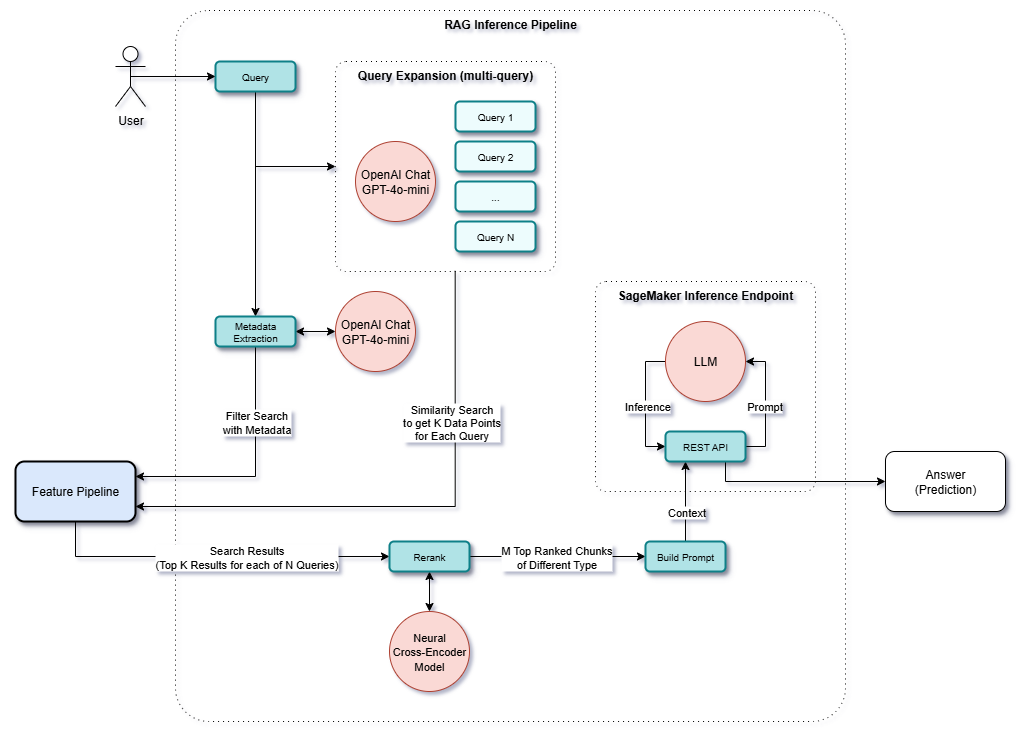 RAG Inference Pipeline
User
Query
Query Expansion (multi-query)
OpenAI Chat
GPT-4o-mini
Query 1
Query 2
...
Query N
Metadata
Extraction
OpenAI Chat
GPT-4o-mini
Filter Search
with Metadata
Similarity Search
to get K Data Points
for Each Query
SageMaker Inference Endpoint
LLM
Inference
Prompt
REST API
Feature Pipeline
Answer
(Prediction)
Context
Search Results
(Top K Results for each of N Queries)
Rerank
M Top Ranked Chunks
of Different Type
Build Prompt
Neural
Cross-Encoder
Model